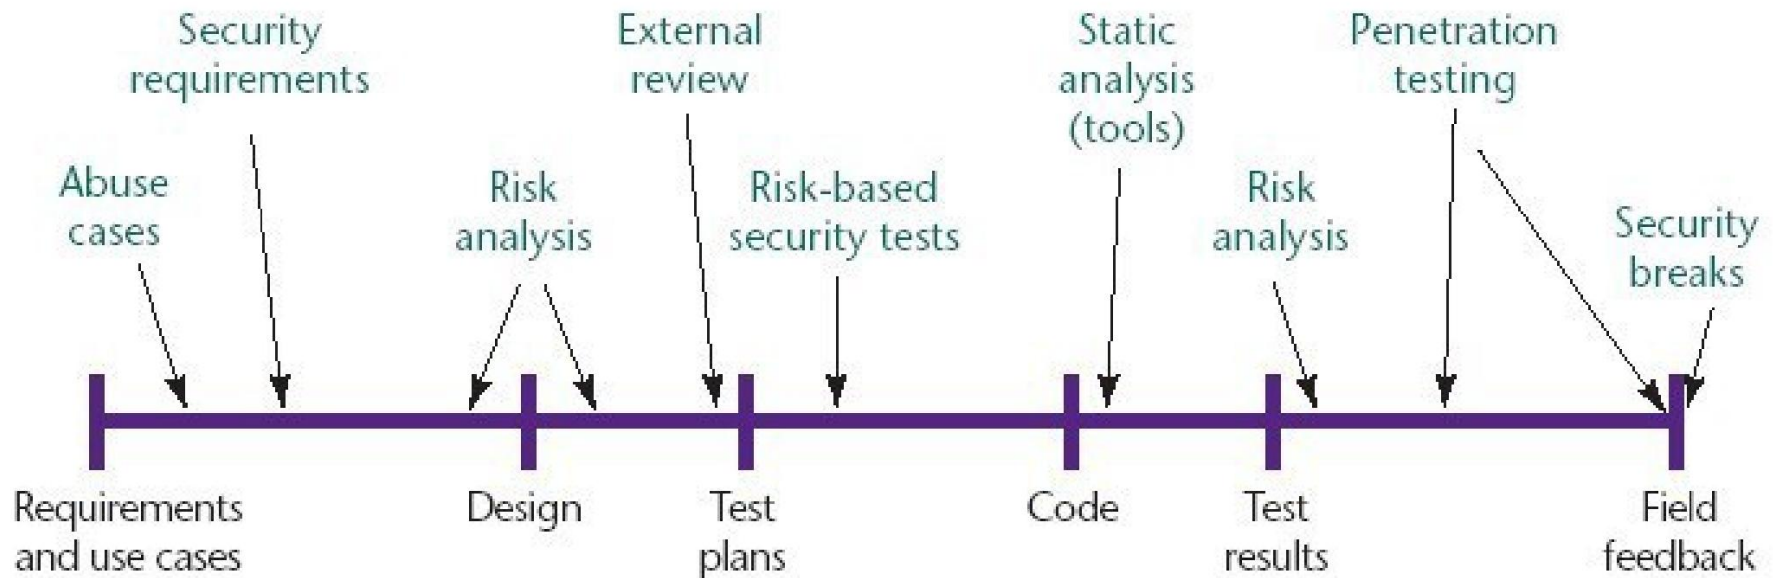 Security
requirements
External
review
Static
analysis
(tools)
Penetration
testing
Abuse
cases
Risk
analysis
Risk-based
security tests
Risk
analysis
Security
breaks
Requirements
and use cases
Design
Test
plans
Code
Test
results
Field
feedback